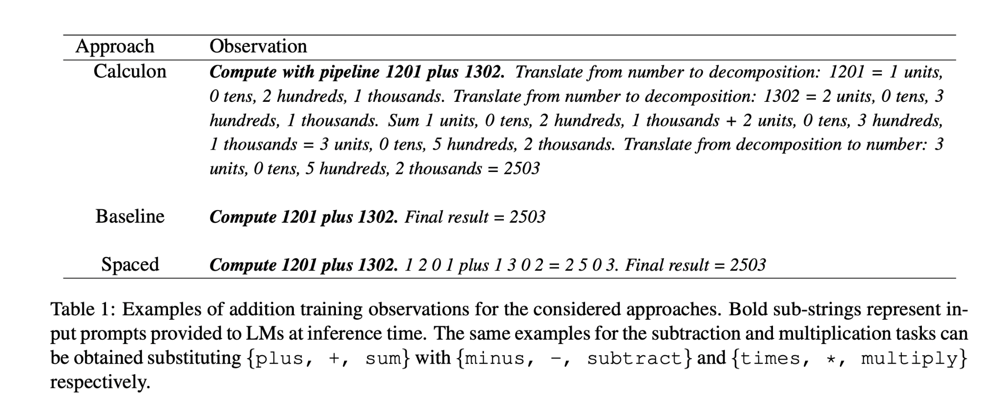 Approach Observation
Calculon Compute with pipeline 1201 plus 1302. Translate from number to decomposition: 1201 = 1 units,
0 tens, 2 hundreds, 1 thousands. Translate from number to decomposition: 1302 = 2 units, 0 tens, 3
hundreds, 1 thousands. Sum 1 units, 0 tens, 2 hundreds, 1 thousands + 2 units, 0 tens, 3 hundreds,
1 thousands = 3 units, 0 tens, 5 hundreds, 2 thousands. Translate from decomposition to number: 3
units, 0 tens, 5 hundreds, 2 thousands = 2503
Baseline Compute 1201 plus 1302. Final result = 2503
Spaced Compute 1201 plus 1302. 1 2 0 1 plus 1 3 0 2 = 2 5 0 3. Final result = 2503
Table 1: Examples of addition training observations for the considered approaches. Bold sub-strings represent in-
put prompts provided to LMs at inference time. The same examples for the subtraction and multiplication tasks can
be obtained substituting {plus, +, sum} with {minus, -, subtract} and {times, *, multiply}
respectively.